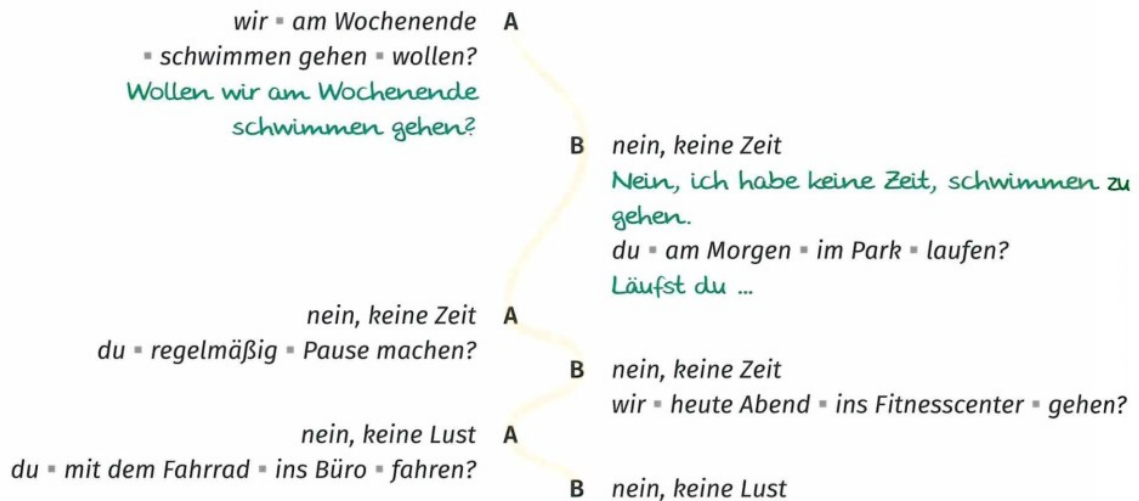 wir ▪ am Wochenende A
▪ schwimmen gehen ▪ wollen?
Wollen wir am Wochenende
schwimmen gehen?
B nein, keine Zeit
Nein, ich habe keine Zeit, schwimmen zu
gehen.
du ▪ am Morgen ▪ im Park ▪ laufen?
Läufst du ...
nein, keine Zeit A
du ▪ regelmäßig ▪ Pause machen?
B nein, keine Zeit
wir ▪ heute Abend ▪ ins Fitnesscenter ▪ gehen?
nein, keine Lust A
du ▪ mit dem Fahrrad ▪ ins Büro ▪ fahren?
B nein, keine Lust